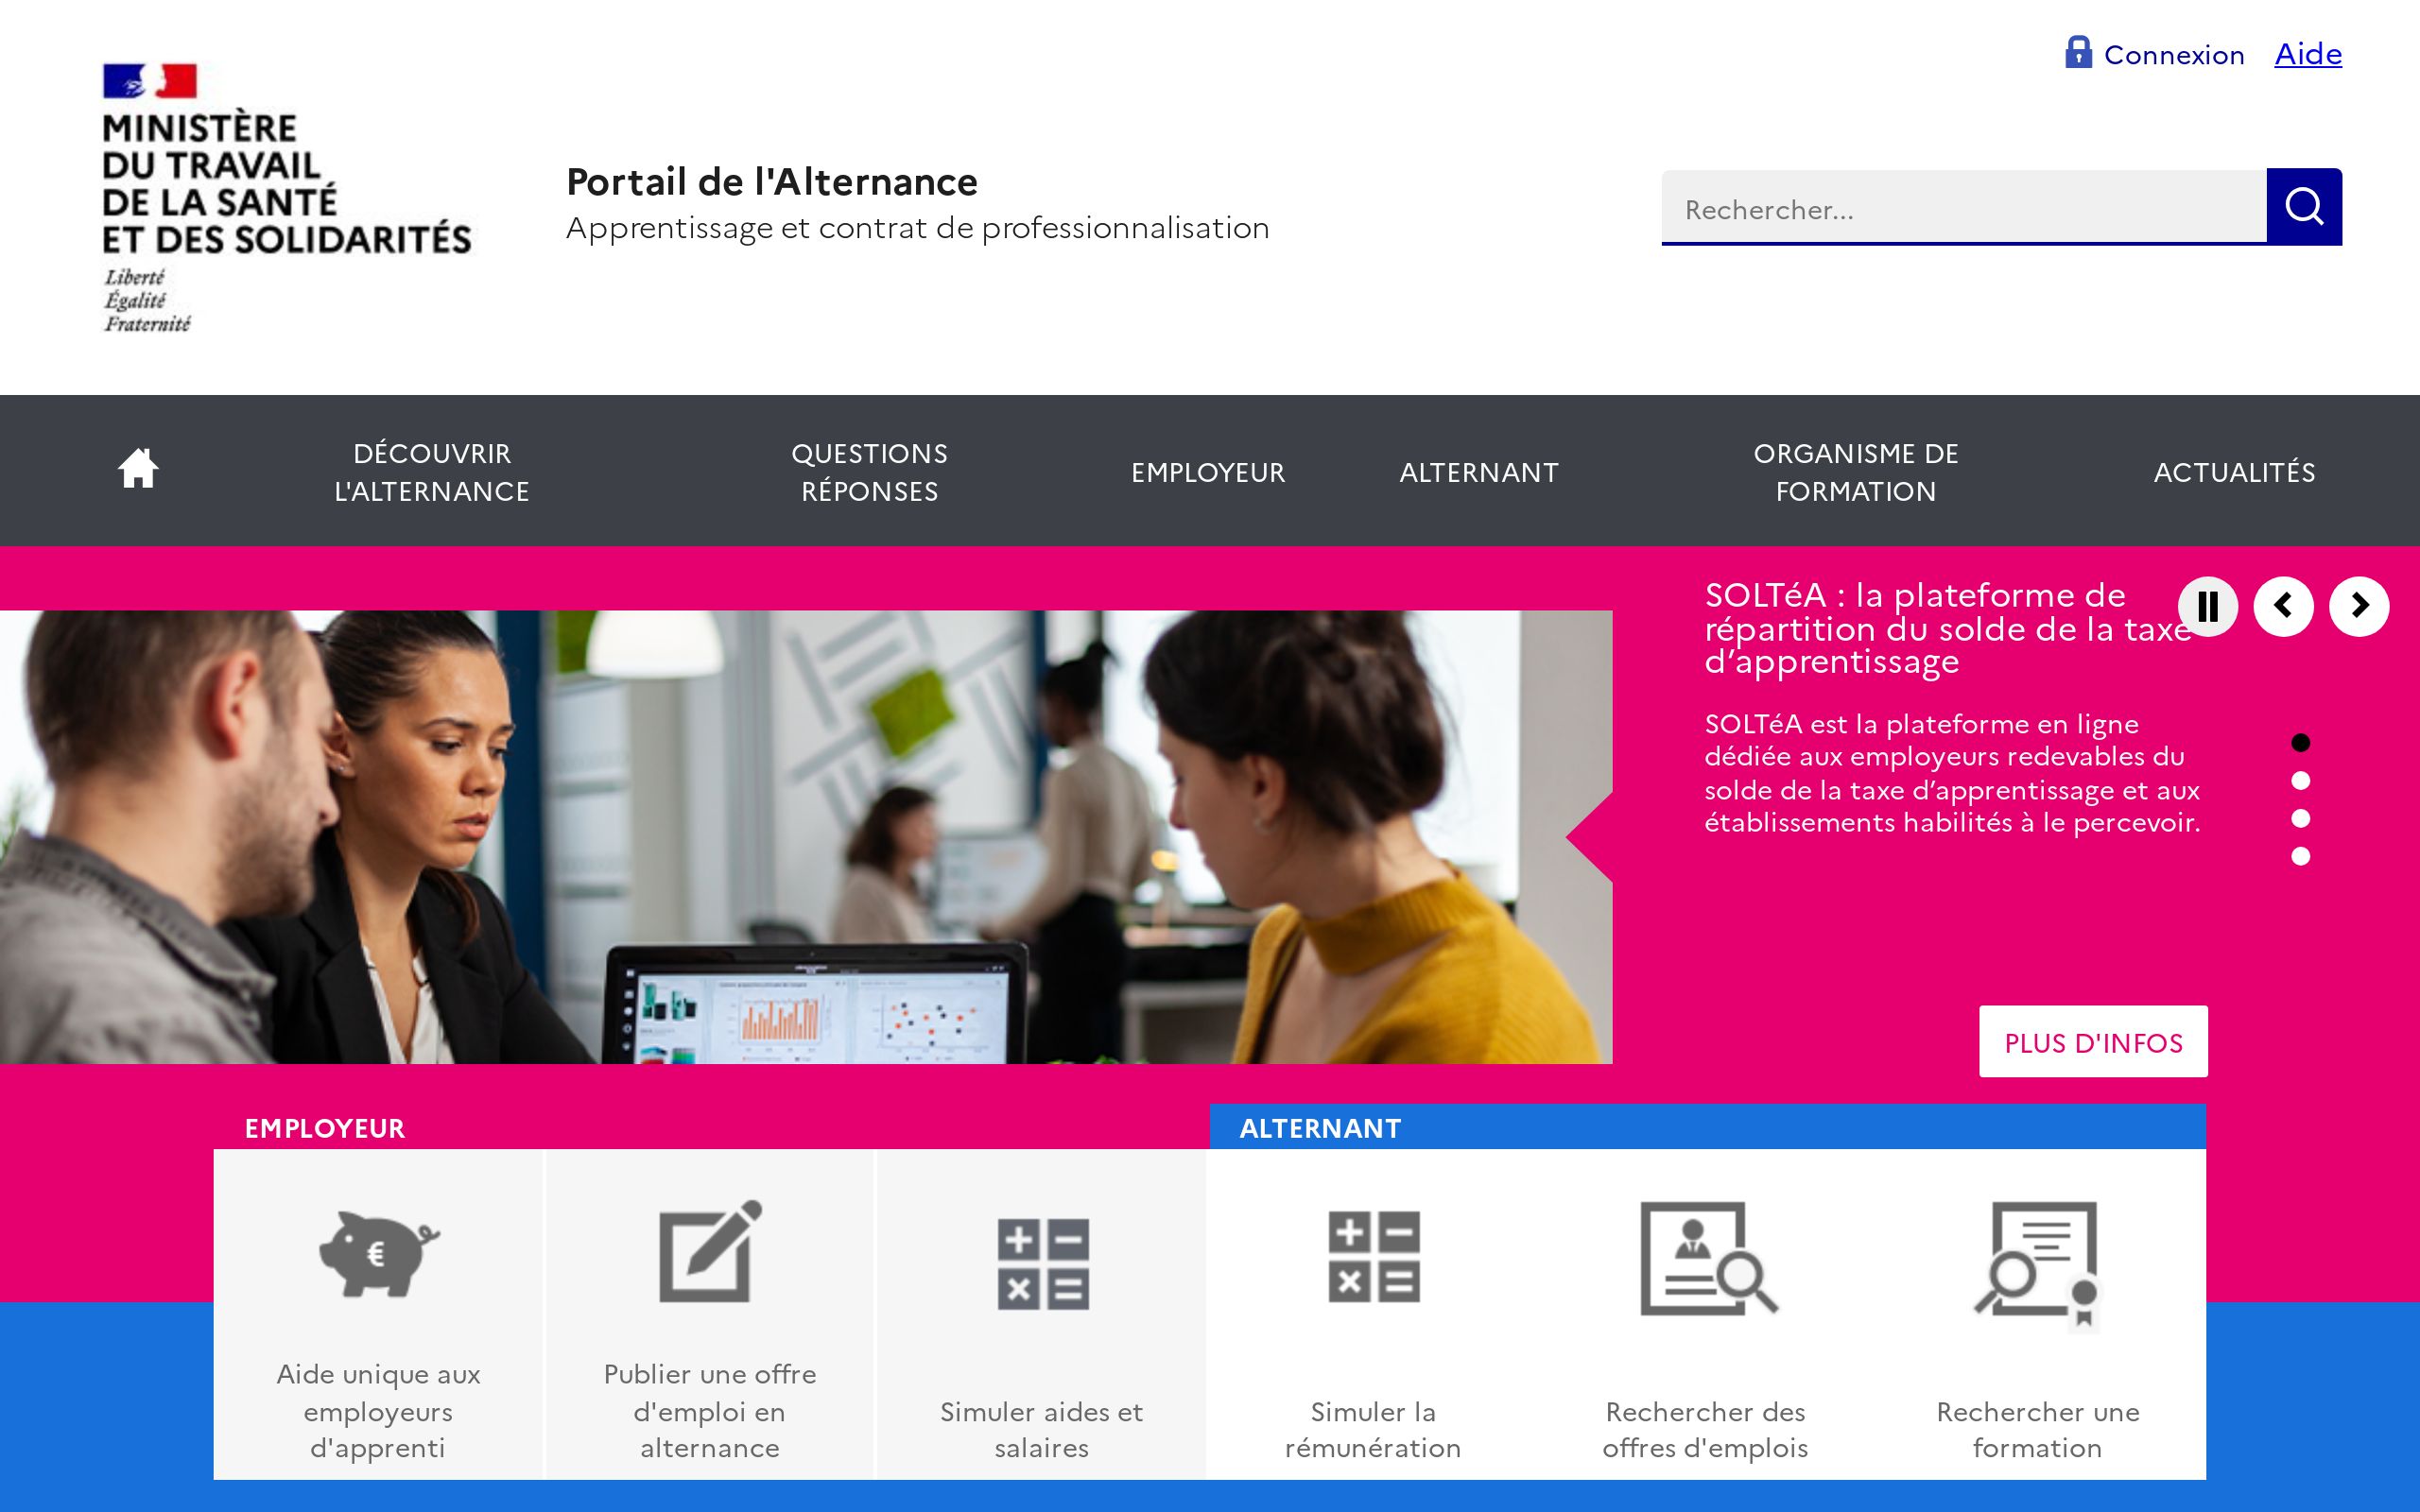 Connexion
Aide
MINISTÈRE
DU TRAVAIL
DE LA SANTÉ
ET DES SOLIDARITÉS
Liberté
Égalité
Fraternité
Portail de l'Alternance
Apprentissage et contrat de professionnalisation
Rechercher...
DÉCOUVRIR
L'ALTERNANCE
QUESTIONS
RÉPONSES
EMPLOYEUR
ALTERNANT
ORGANISME DE
FORMATION
ACTUALITÉS
SOLTéA : la plateforme de
répartition du solde de la taxe
d’apprentissage
SOLTéA est la plateforme en ligne
dédiée aux employeurs redevables du
solde de la taxe d’apprentissage et aux
établissements habilités à le percevoir.
PLUS D'INFOS
EMPLOYEUR
Aide unique aux
employeurs
d'apprenti
Publier une offre
d'emploi en
alternance
Simuler aides et
salaires
ALTERNANT
Simuler la
rémunération
Rechercher des
offres d'emplois
Rechercher une
formation